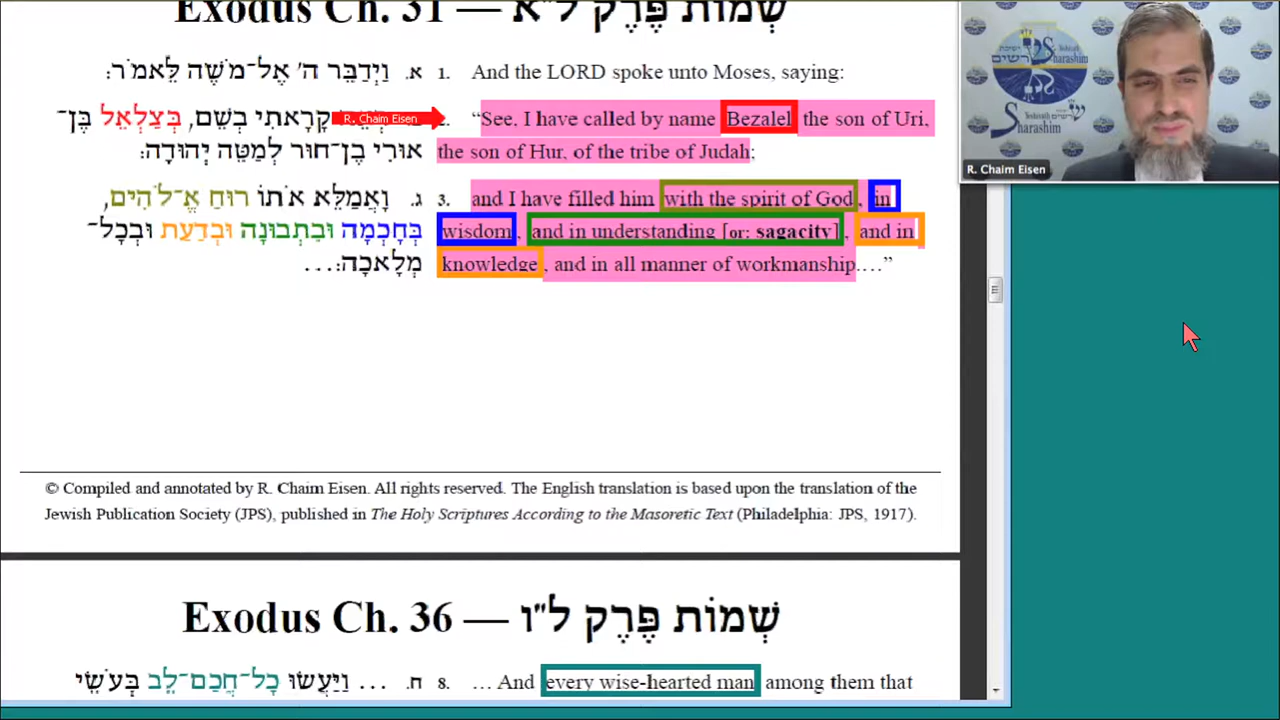 Exodus Ch. 31 — שְׁמוֹת פֶּרֶק ל״א
א. וַיְדַבֵּר ה׳ אֶל־מֹשֶׁה לֵּאמֹר׃
1. And the LORD spoke unto Moses, saying:
קָרָאתִי בְשֵׁם, בְּצַלְאֵל בֶּן־
אוּרִי בֶן־חוּר לְמַטֵּה יְהוּדָה׃
R. Chaim Eisen
“See, I have called by name Bezalel the son of Uri,
the son of Hur, of the tribe of Judah;
ג. וָאֲמַלֵּא אֹתוֹ רוּחַ אֱ־לֹהִים,
בְּחָכְמָה וּבִתְבוּנָה וּבְדַעַת וּבְכָל־
מְלָאכָה׃…
3. and I have filled him with the spirit of God, in
wisdom, and in understanding [or: sagacity], and in
knowledge, and in all manner of workmanship….”
© Compiled and annotated by R. Chaim Eisen. All rights reserved. The English translation is based upon the translation of the
Jewish Publication Society (JPS), published in The Holy Scriptures According to the Masoretic Text (Philadelphia: JPS, 1917).
Exodus Ch. 36 — שְׁמוֹת פֶּרֶק ל״ו
ח. … וַיַּעֲשׂוּ כָל־חֲכַם־לֵב בְּעֹשֵׂי
8. … And every wise-hearted man among them that
ישיבת
שרשים
Yeshivath
Sharashim
R. Chaim Eisen